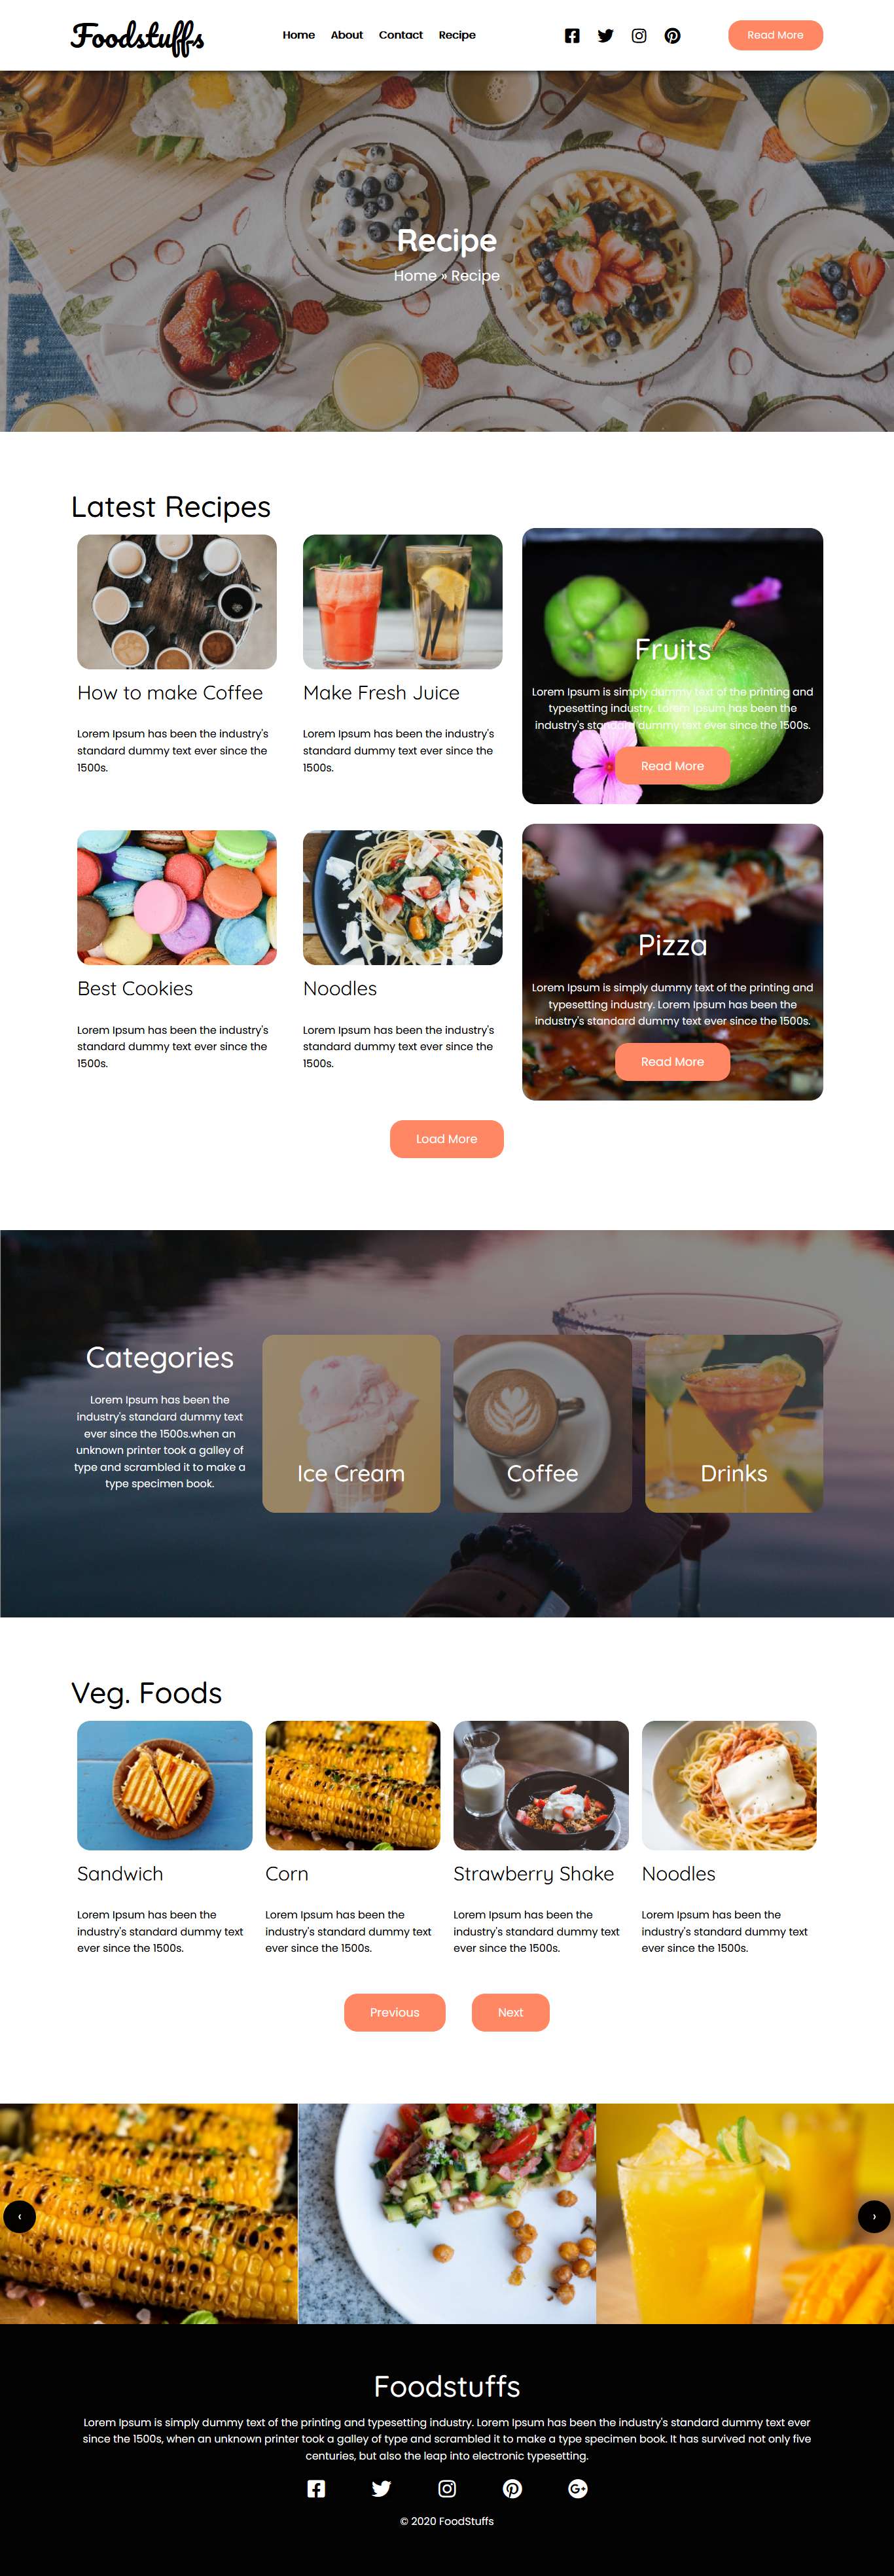 Foodstuffs
Home About Contact Recipe
Read More
Recipe
Home » Recipe
Latest Recipes
How to make Coffee
Lorem Ipsum has been the industry's
standard dummy text ever since the
1500s.
Make Fresh Juice
Lorem Ipsum has been the industry's
standard dummy text ever since the
1500s.
Fruits
Lorem Ipsum is simply dummy text of the printing and
typesetting industry. Lorem Ipsum has been the
industry's standard dummy text ever since the 1500s.
Read More
Best Cookies
Lorem Ipsum has been the industry's
standard dummy text ever since the
1500s.
Noodles
Lorem Ipsum has been the industry's
standard dummy text ever since the
1500s.
Pizza
Lorem Ipsum is simply dummy text of the printing and
typesetting industry. Lorem Ipsum has been the
industry's standard dummy text ever since the 1500s.
Read More
Load More
Categories
Lorem Ipsum has been the
industry's standard dummy text
ever since the 1500s.when an
unknown printer took a galley of
type and scrambled it to make a
type specimen book.
Ice Cream
Coffee
Drinks
Veg. Foods
Sandwich
Lorem Ipsum has been the
industry's standard dummy text
ever since the 1500s.
Corn
Lorem Ipsum has been the
industry's standard dummy text
ever since the 1500s.
Strawberry Shake
Lorem Ipsum has been the
industry's standard dummy text
ever since the 1500s.
Noodles
Lorem Ipsum has been the
industry's standard dummy text
ever since the 1500s.
Previous
Next
‹
›
Foodstuffs
Lorem Ipsum is simply dummy text of the printing and typesetting industry. Lorem Ipsum has been the industry's standard dummy text ever
since the 1500s, when an unknown printer took a galley of type and scrambled it to make a type specimen book. It has survived not only five
centuries, but also the leap into electronic typesetting.
© 2020 FoodStuffs